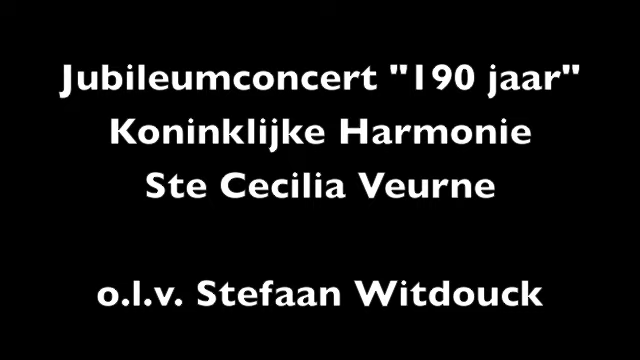 Jubileumconcert "190 jaar"
Koninklijke Harmonie
Ste Cecilia Veurne
o.l.v. Stefaan Witdouck